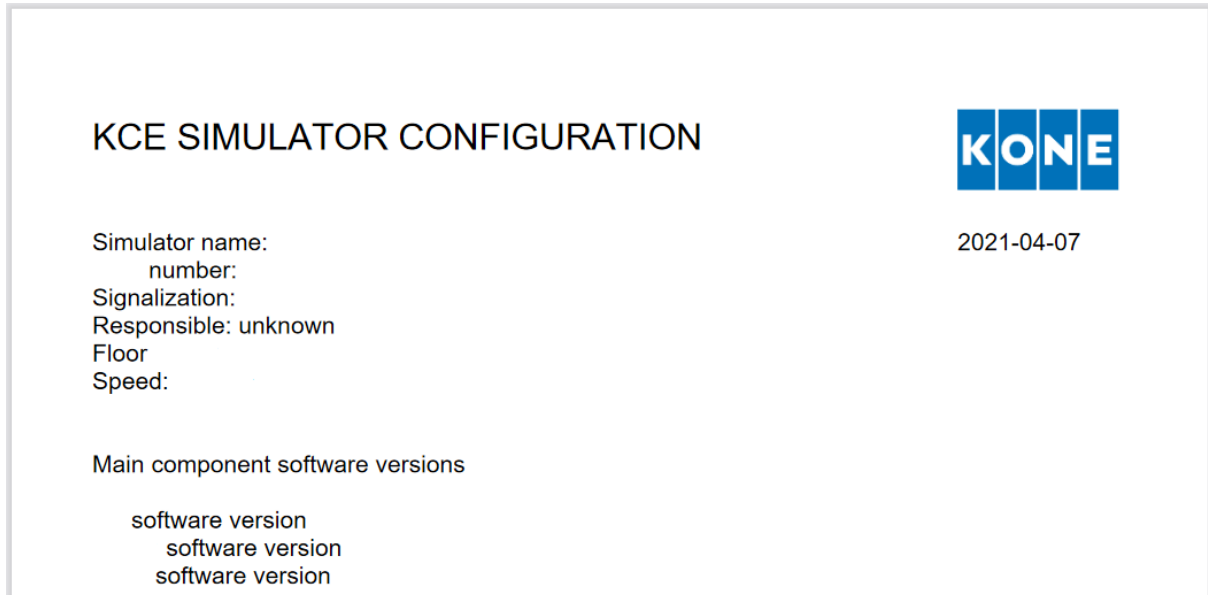 KCE SIMULATOR CONFIGURATION
KONE
Simulator name:
2021-04-07
number:
Signalization:
Responsible: unknown
Floor
Speed:
Main component software versions
software version
software version
software version